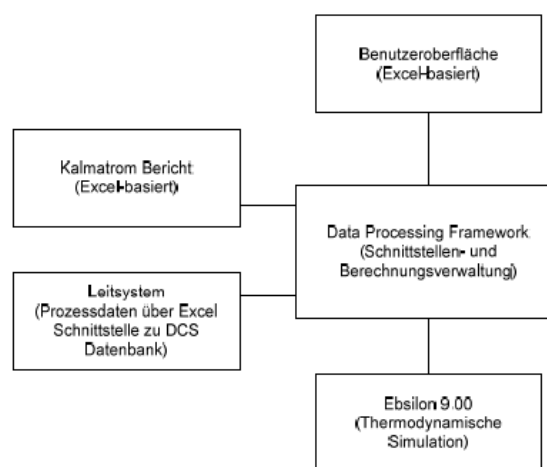 Benutzeroberfläche
(Excel-basiert)
Kalmatrom Bericht
(Excel-basiert)
Data Processing Framework
(Schnittstellen- und
Berechnungsverwaltung)
Leitsystem
(Prozessdaten über Excel
Schnittstelle zu DCS
Datenbank)
Ebsilon 9.00
(Thermodynamische
Simulation)